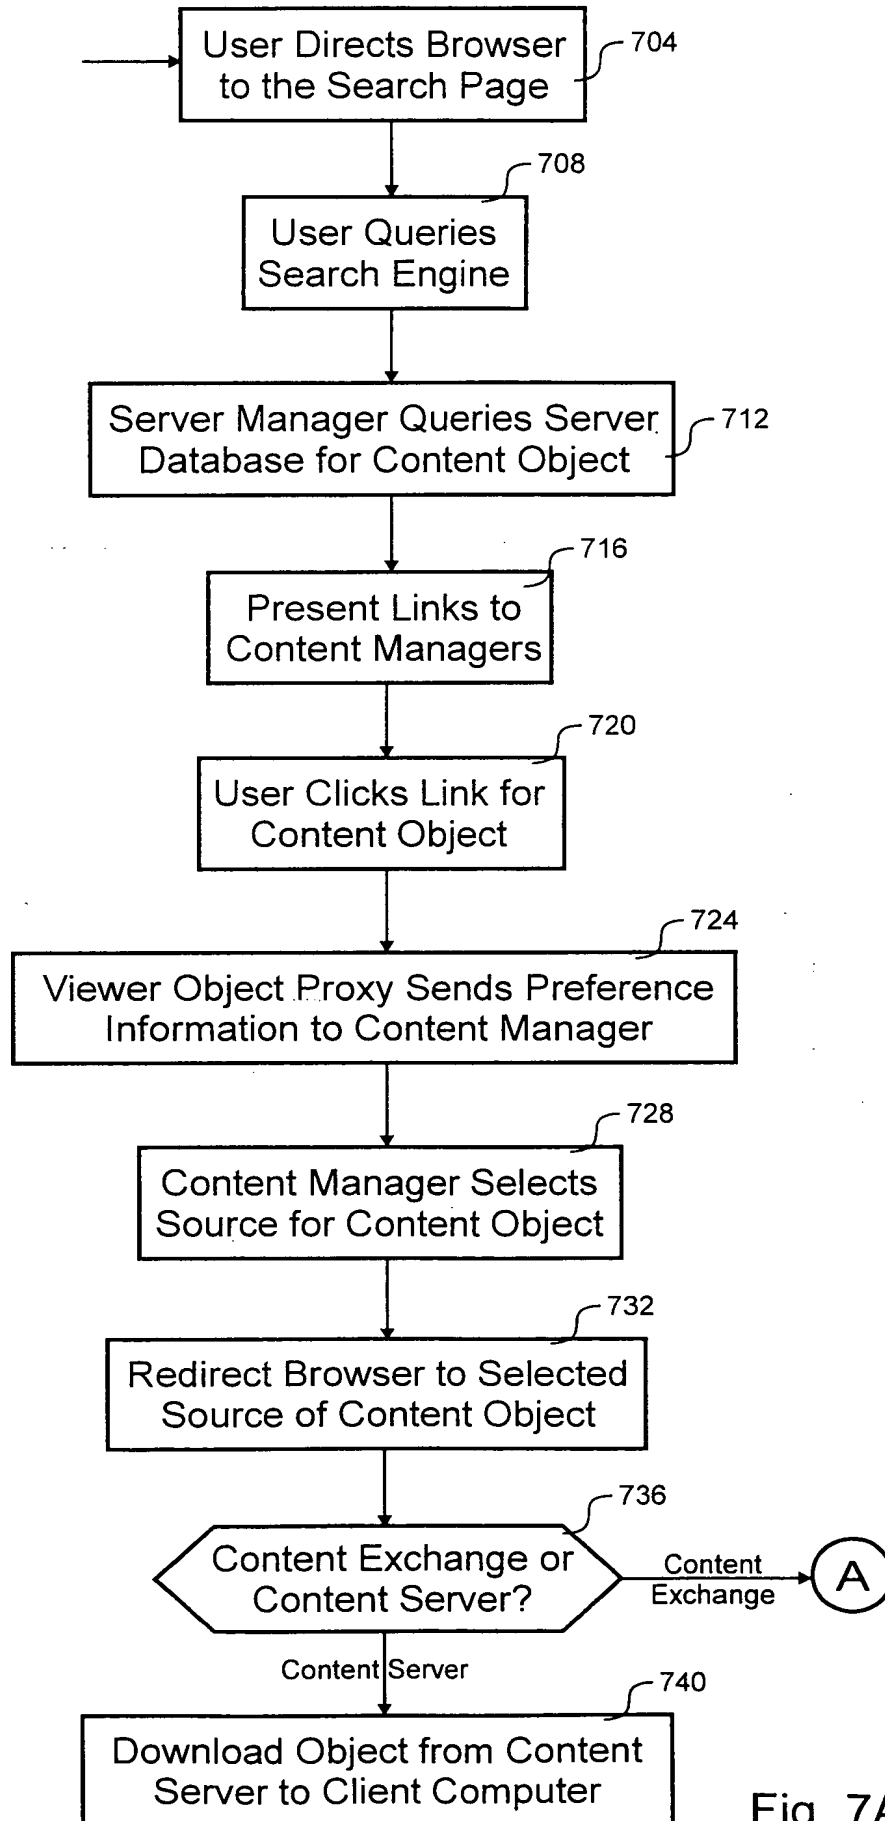 User Directs Browser
to the Search Page
704
708
User Queries
Search Engine
Server Manager Queries Server
Database for Content Object
712
716
Present Links to
Content Managers
720
User Clicks Link for
Content Object
724
Viewer Object Proxy Sends Preference
Information to Content Manager
728
Content Manager Selects
Source for Content Object
732
Redirect Browser to Selected
Source of Content Object
736
Content Exchange or
Content Server?
Content
Exchange
A
Content Server
740
Download Object from Content
Server to Client Computer
Fig. 7A